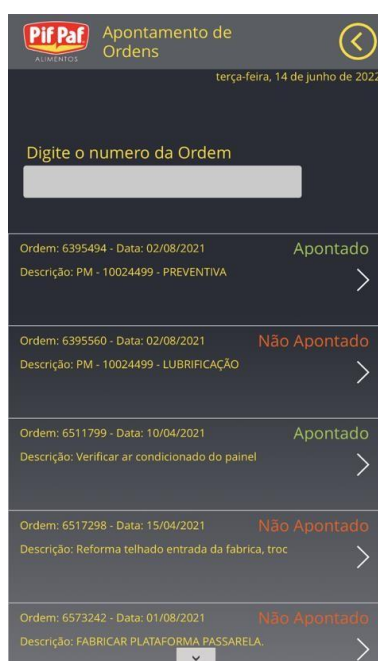 Pif Paf
ALIMENTOS
Apontamento de
Ordens
terça-feira, 14 de junho de 2022
Digite o numero da Ordem
Ordem: 6395494 - Data: 02/08/2021
Apontado
Descrição: PM - 10024499 - PREVENTIVA
Ordem: 6395560 - Data: 02/08/2021
Não Apontado
Descrição: PM - 10024499 - LUBRIFICAÇÃO
Ordem: 6511799 - Data: 10/04/2021
Apontado
Descrição: Verificar ar condicionado do painel
Ordem: 6517298 - Data: 15/04/2021
Não Apontado
Descrição: Reforma telhado entrada da fabrica, troc
Ordem: 6573242 - Data: 01/08/2021
Não Apontado
Descrição: FABRICAR PLATAFORMA PASSARELA.